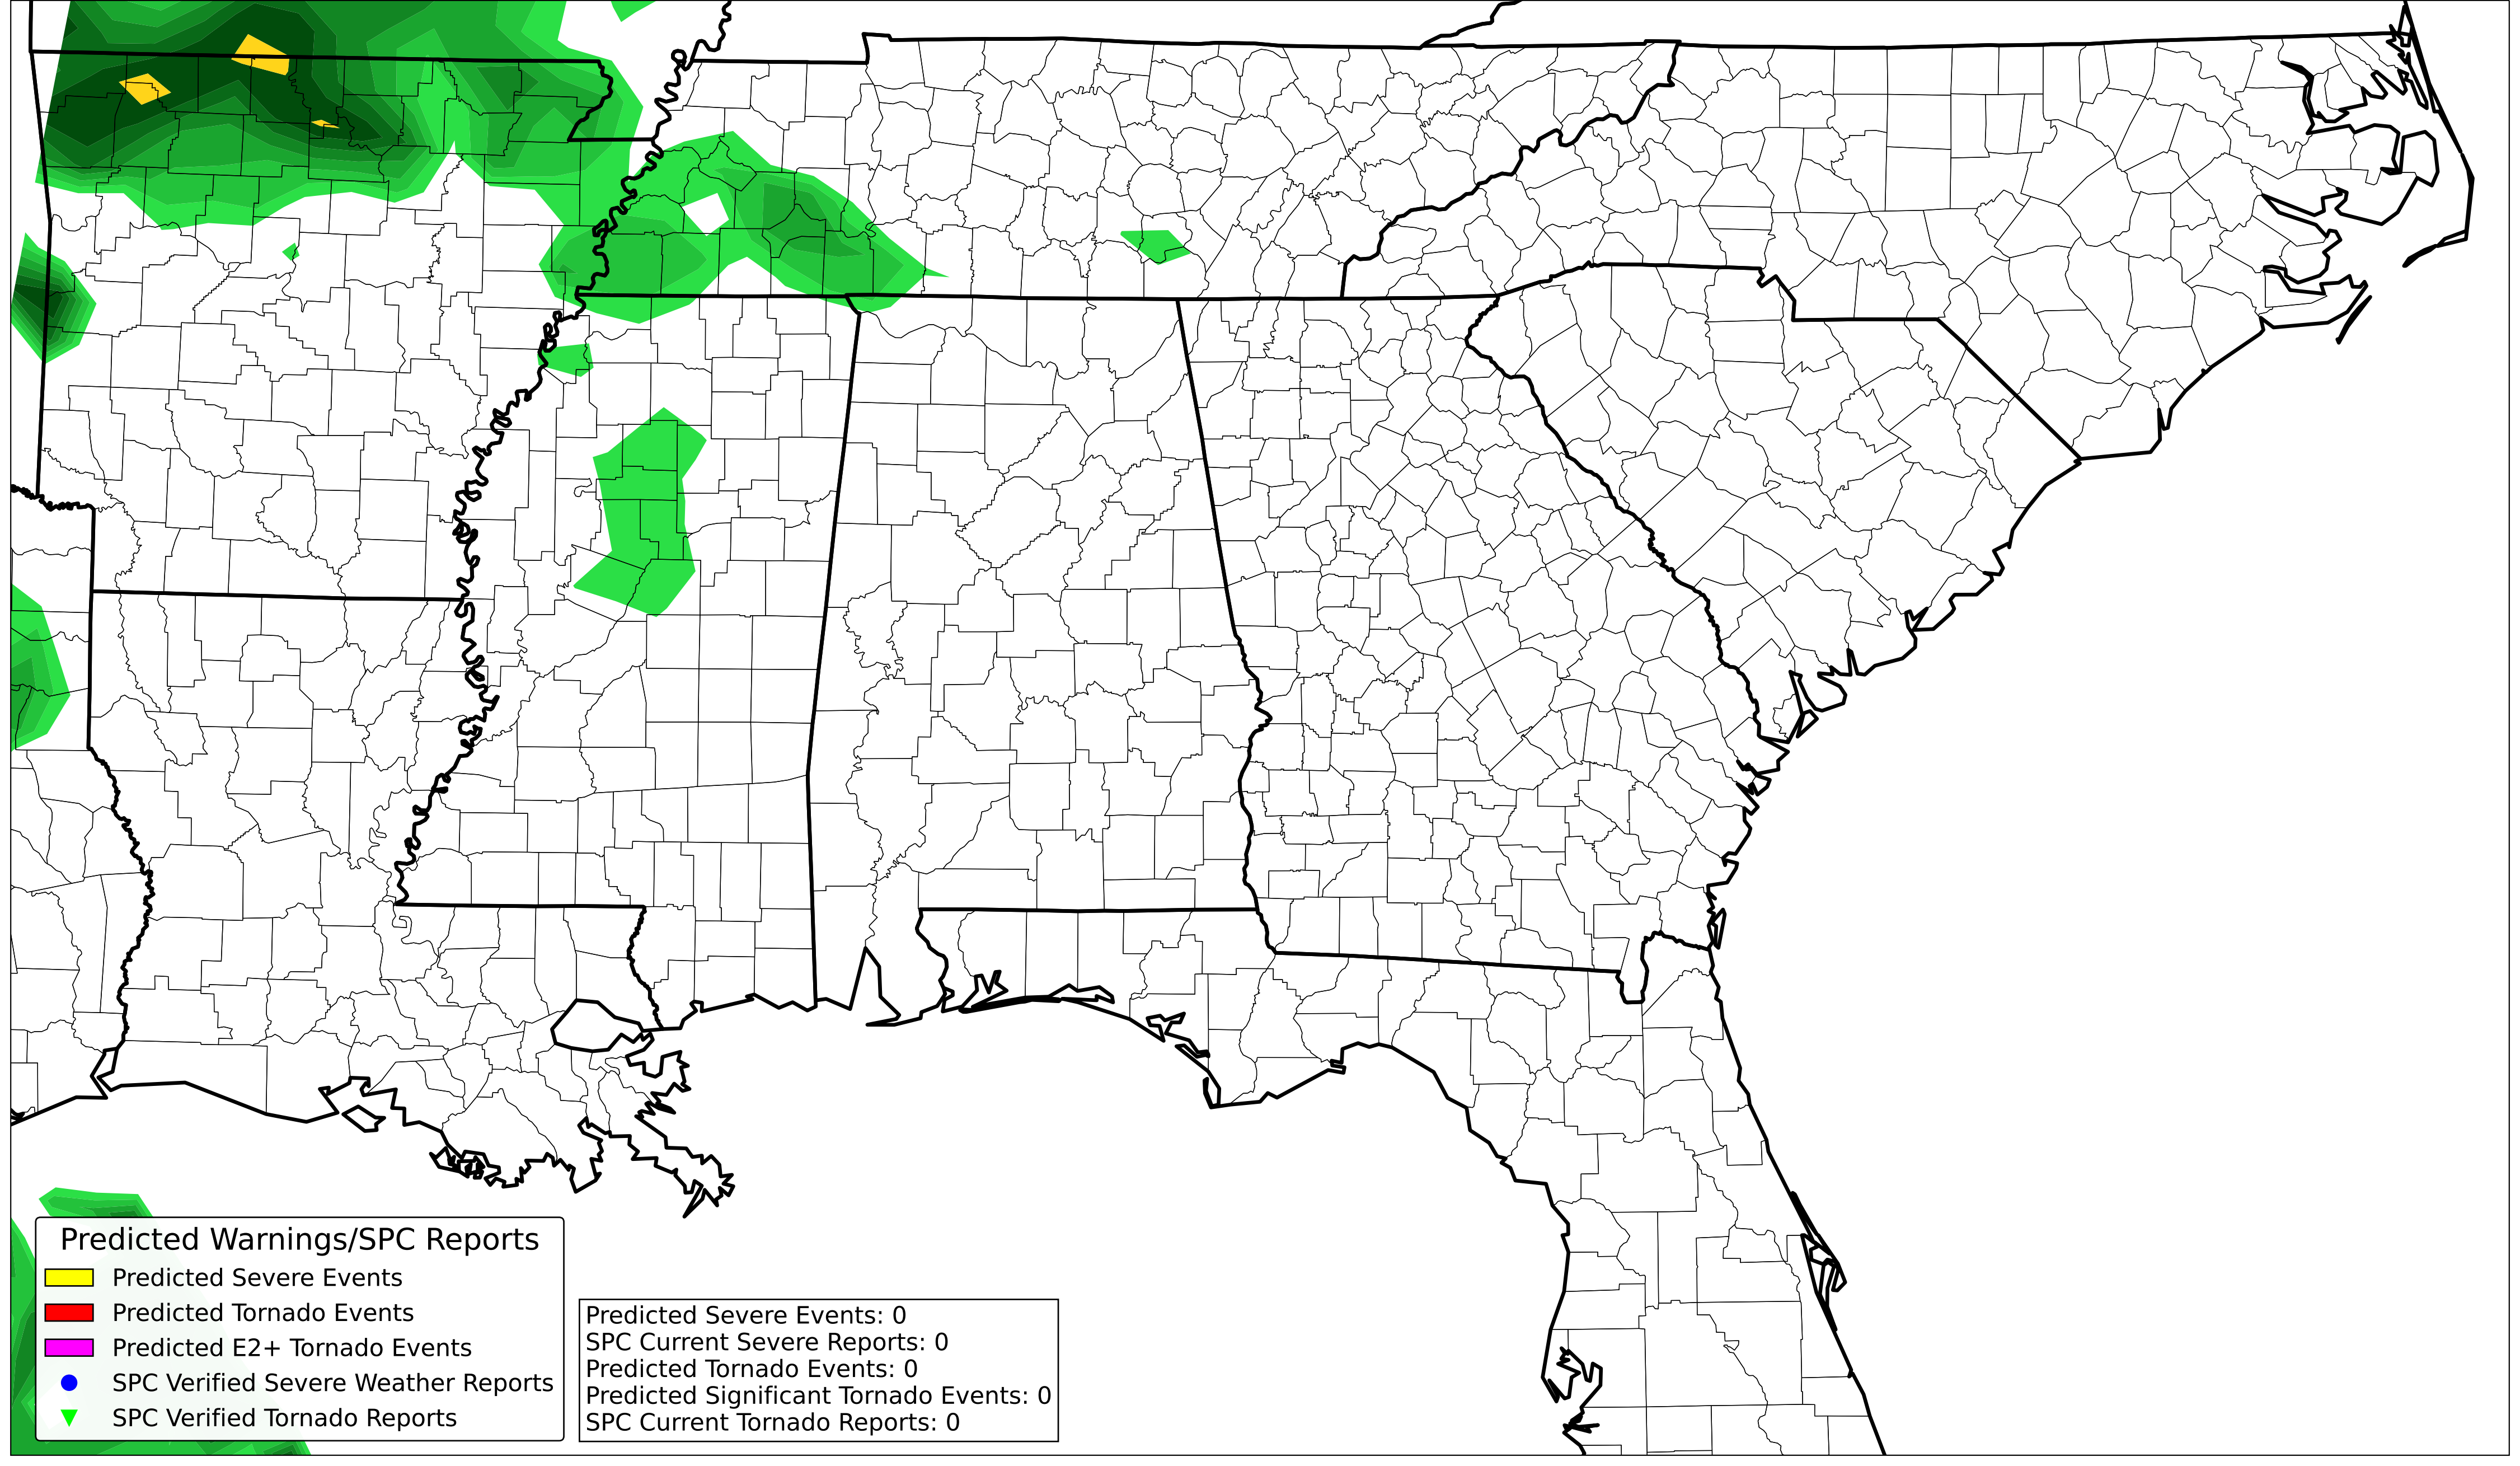 Predicted Warnings/SPC Reports
Predicted Severe Events
Predicted Tornado Events
Predicted E2+ Tornado Events
SPC Verified Severe Weather Reports
SPC Verified Tornado Reports
Predicted Severe Events: 0
SPC Current Severe Reports: 0
Predicted Tornado Events: 0
Predicted Significant Tornado Events: 0
SPC Current Tornado Reports: 0